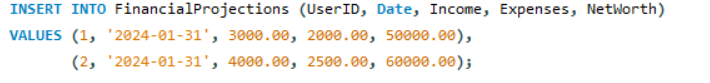 INSERT INTO FinancialProjections (UserID, Date, Income, Expenses, NetWorth)
VALUES (1, '2024-01-31', 3000.00, 2000.00, 50000.00),
(2, '2024-01-31', 4000.00, 2500.00, 60000.00);